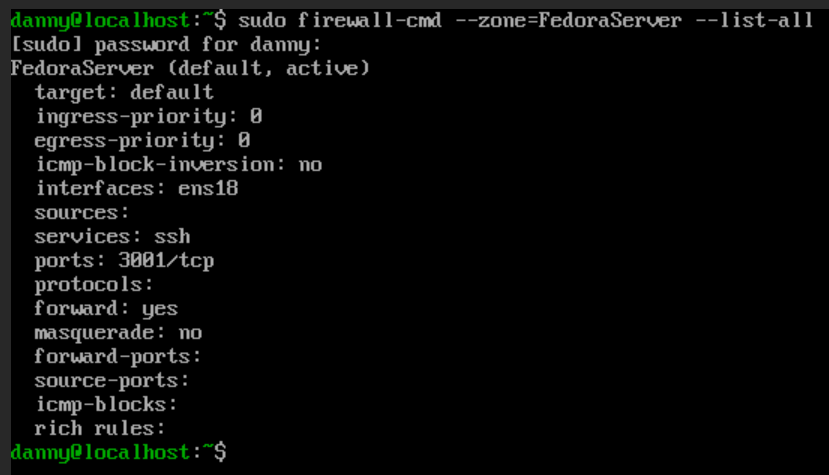 danny@localhost:~$ sudo firewall-cmd --zone=FedoraServer --list-all
[sudo] password for danny:
FedoraServer (default, active)
  target: default
  ingress-priority: 0
  egress-priority: 0
  icmp-block-inversion: no
  interfaces: ens18
  sources:
  services: ssh
  ports: 3001/tcp
  protocols:
  forward: yes
  masquerade: no
  forward-ports:
  source-ports:
  icmp-blocks:
  rich rules:
danny@localhost:~$